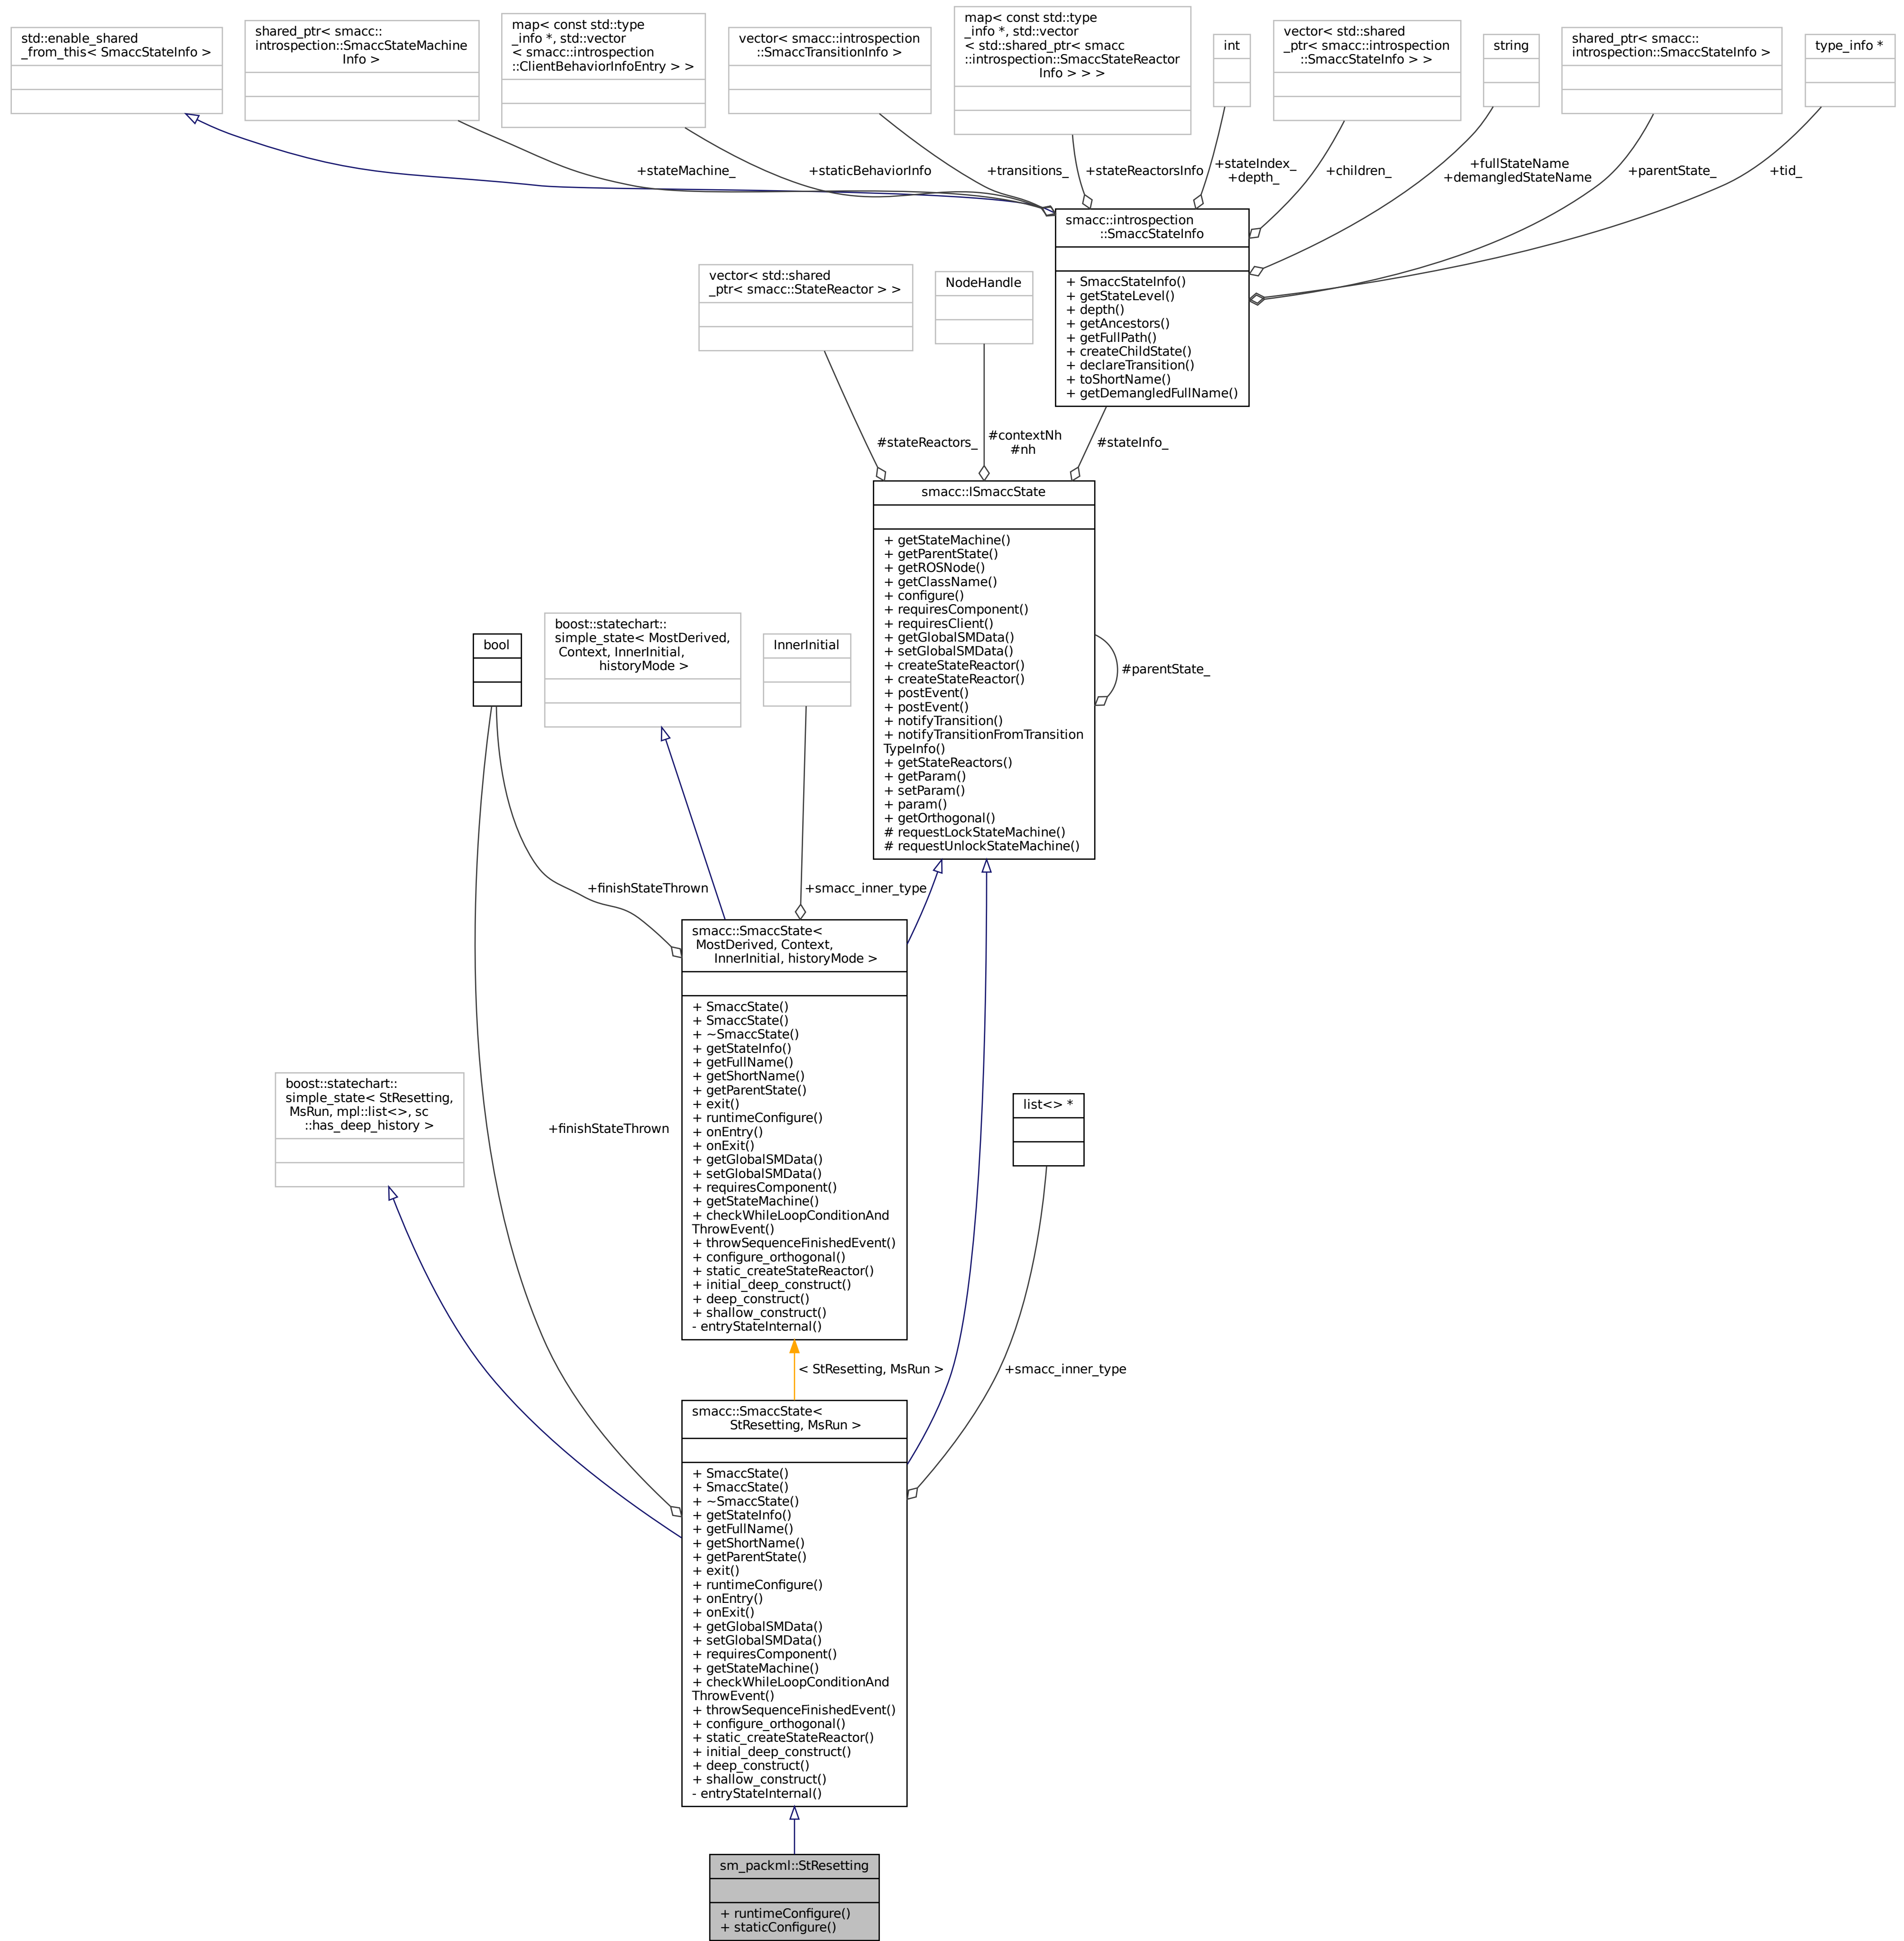 std::enable_shared
_from_this< SmaccStateInfo >
shared_ptr< smacc::
introspection::SmaccStateMachine
Info >
map< const std::type
_info *, std::vector
< smacc::introspection
::ClientBehaviorInfoEntry > >
vector< smacc::introspection
::SmaccTransitionInfo >
map< const std::type
_info *, std::vector
< std::shared_ptr< smacc
::introspection::SmaccStateReactor
Info > > >
int
vector< std::shared
_ptr< smacc::introspection
::SmaccStateInfo > >
string
shared_ptr< smacc::
introspection::SmaccStateInfo >
type_info *
+stateMachine_
+staticBehaviorInfo
+transitions_
+stateReactorsInfo
+stateIndex_
+depth_
+children_
+fullStateName
+demangledStateName
+parentState_
+tid_
smacc::introspection
::SmaccStateInfo
+ SmaccStateInfo()
+ getStateLevel()
+ depth()
+ getAncestors()
+ getFullPath()
+ createChildState()
+ declareTransition()
+ toShortName()
+ getDemangledFullName()
vector< std::shared
_ptr< smacc::StateReactor > >
NodeHandle
#stateReactors_
#contextNh
#nh
#stateInfo_
smacc::ISmaccState
+ getStateMachine()
+ getParentState()
+ getROSNode()
+ getClassName()
+ configure()
+ requiresComponent()
+ requiresClient()
+ getGlobalSMData()
+ setGlobalSMData()
+ createStateReactor()
+ createStateReactor()
+ postEvent()
+ postEvent()
+ notifyTransition()
+ notifyTransitionFromTransition
TypeInfo()
+ getStateReactors()
+ getParam()
+ setParam()
+ param()
+ getOrthogonal()
# requestLockStateMachine()
# requestUnlockStateMachine()
#parentState_
bool
boost::statechart::
simple_state< MostDerived,
Context, InnerInitial,
historyMode >
InnerInitial
+finishStateThrown
+smacc_inner_type
smacc::SmaccState<
MostDerived, Context,
InnerInitial, historyMode >
+ SmaccState()
+ SmaccState()
+ ~SmaccState()
+ getStateInfo()
+ getFullName()
+ getShortName()
+ getParentState()
+ exit()
+ runtimeConfigure()
+ onEntry()
+ onExit()
+ getGlobalSMData()
+ setGlobalSMData()
+ requiresComponent()
+ getStateMachine()
+ checkWhileLoopConditionAnd
ThrowEvent()
+ throwSequenceFinishedEvent()
+ configure_orthogonal()
+ static_createStateReactor()
+ initial_deep_construct()
+ deep_construct()
+ shallow_construct()
- entryStateInternal()
boost::statechart::
simple_state< StResetting,
MsRun, mpl::list<>, sc
::has_deep_history >
+finishStateThrown
list<> *
< StResetting, MsRun >
+smacc_inner_type
smacc::SmaccState<
StResetting, MsRun >
+ SmaccState()
+ SmaccState()
+ ~SmaccState()
+ getStateInfo()
+ getFullName()
+ getShortName()
+ getParentState()
+ exit()
+ runtimeConfigure()
+ onEntry()
+ onExit()
+ getGlobalSMData()
+ setGlobalSMData()
+ requiresComponent()
+ getStateMachine()
+ checkWhileLoopConditionAnd
ThrowEvent()
+ throwSequenceFinishedEvent()
+ configure_orthogonal()
+ static_createStateReactor()
+ initial_deep_construct()
+ deep_construct()
+ shallow_construct()
- entryStateInternal()
sm_packml::StResetting
+ runtimeConfigure()
+ staticConfigure()